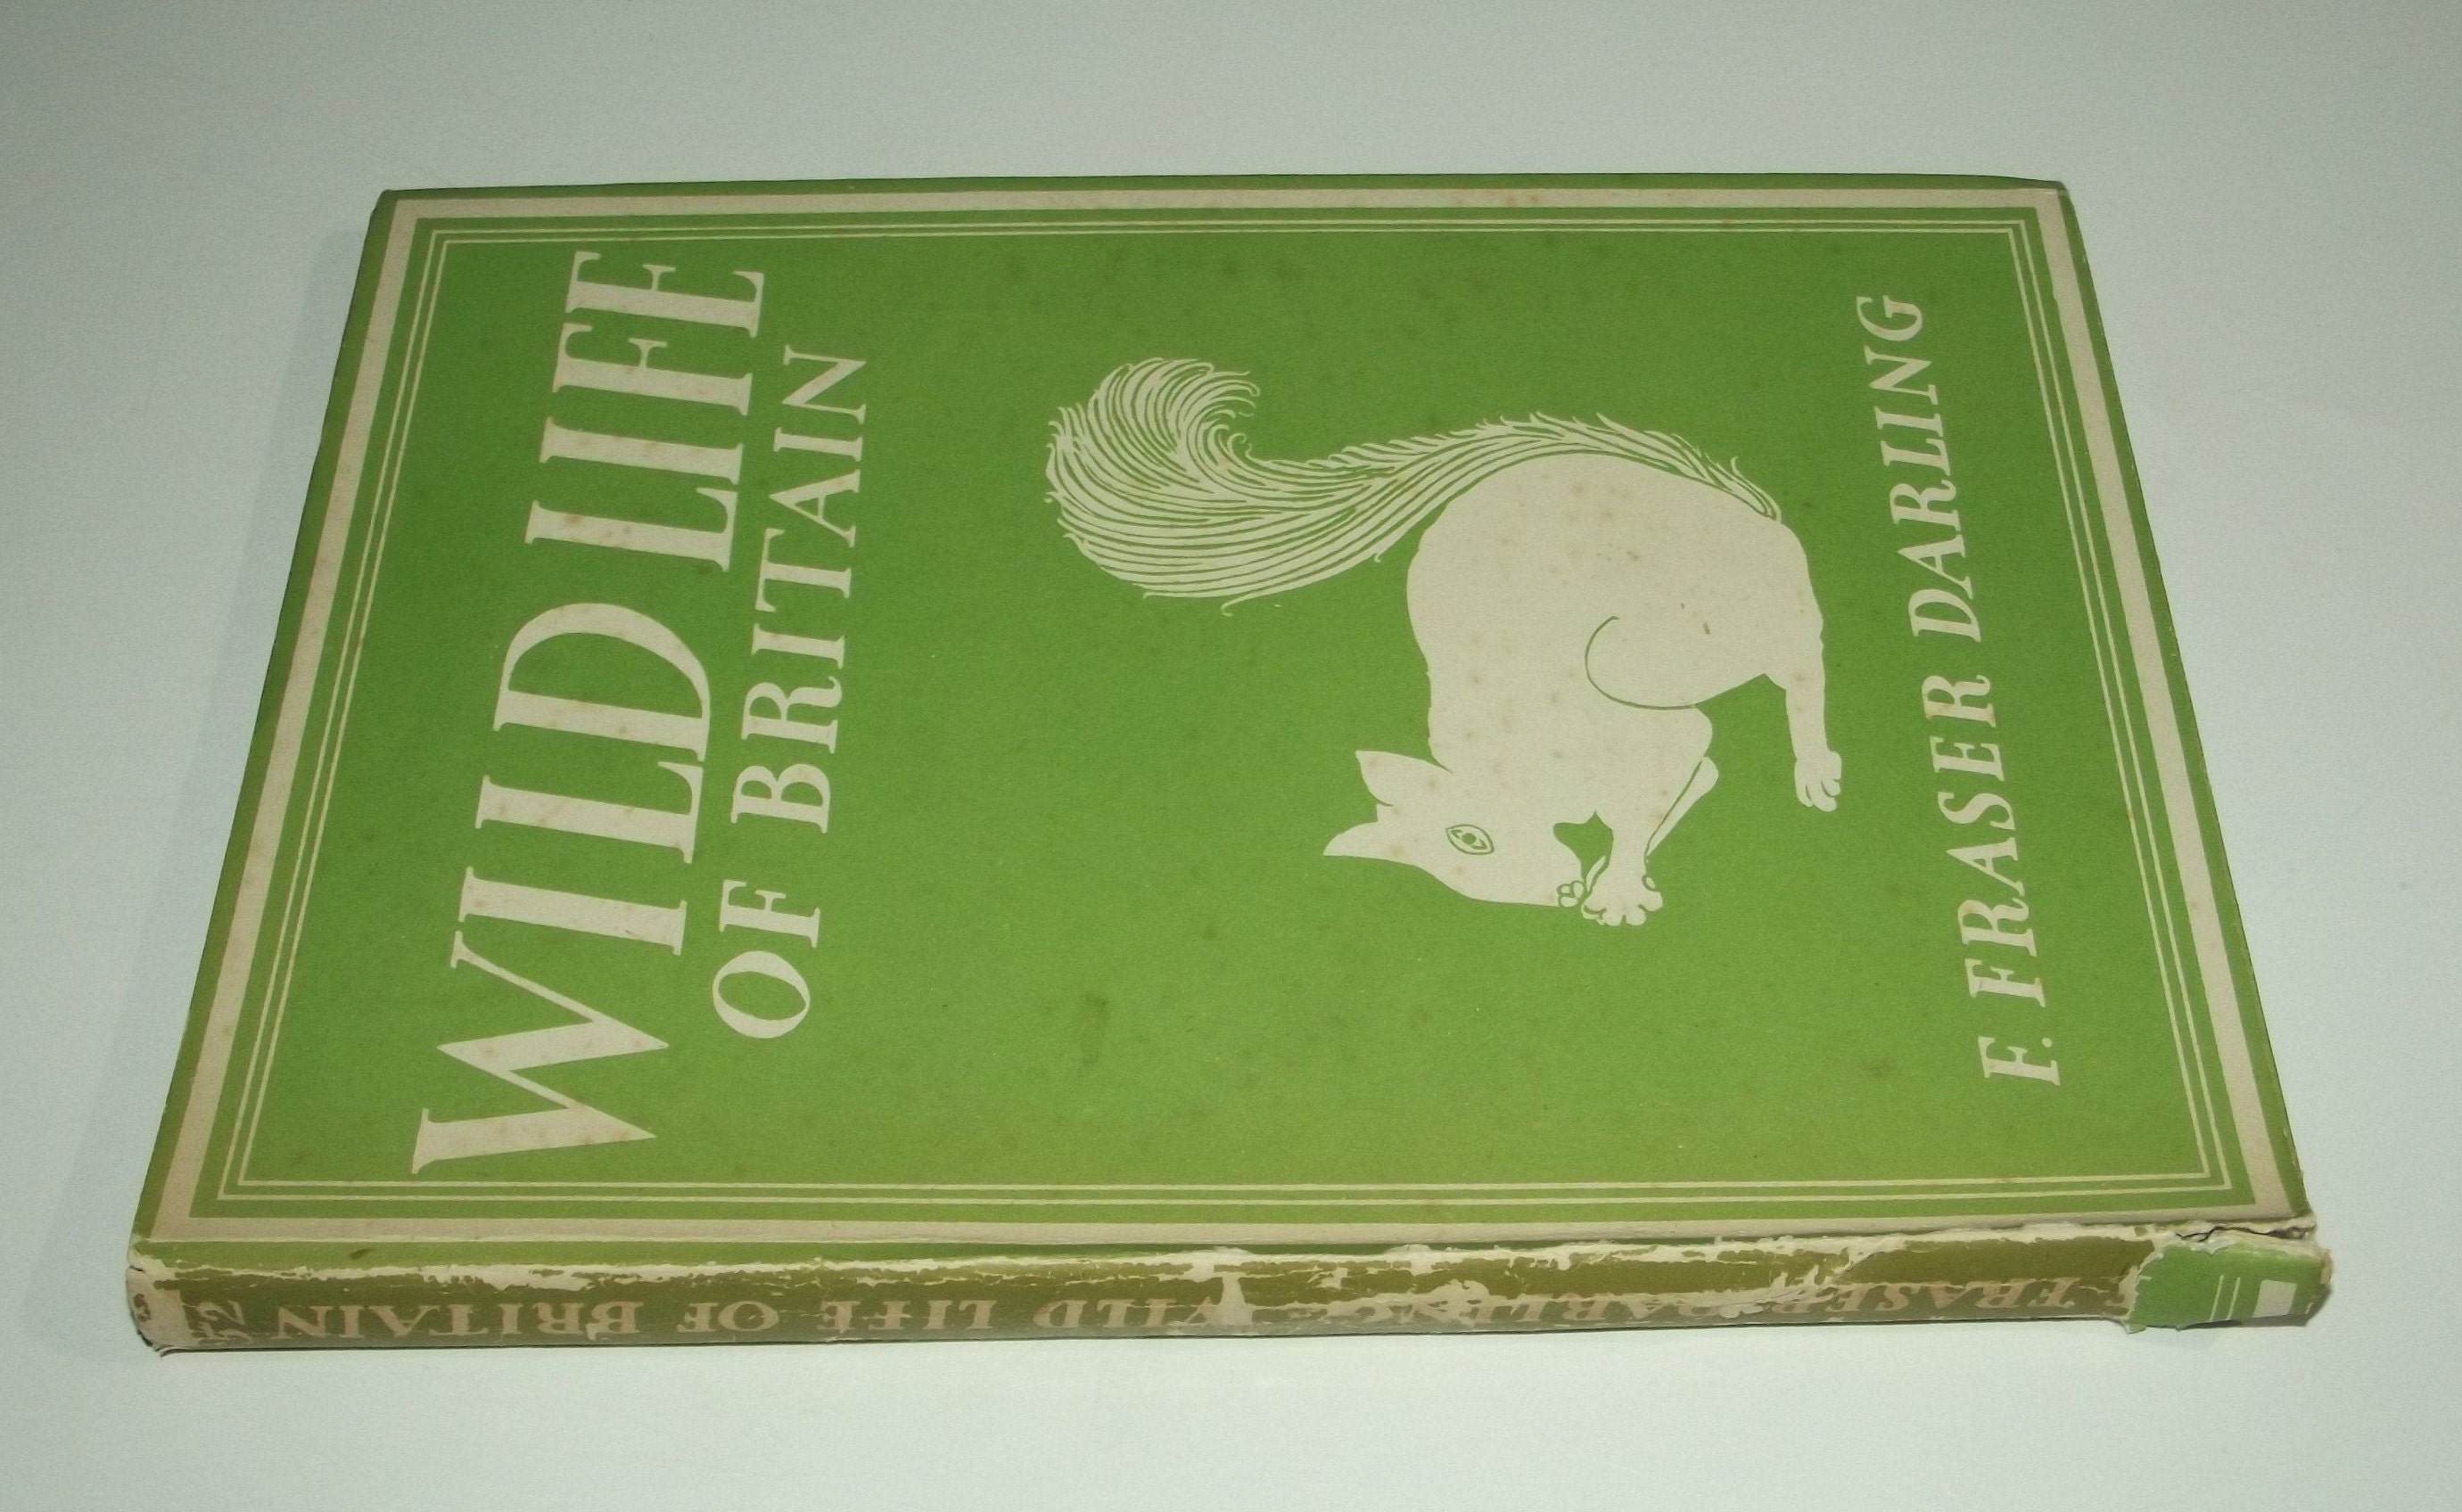 WILD LIFE
OF BRITAIN
F. FRASER DARLING
FRASER DARLING - WILD LIFE OF BRITAIN